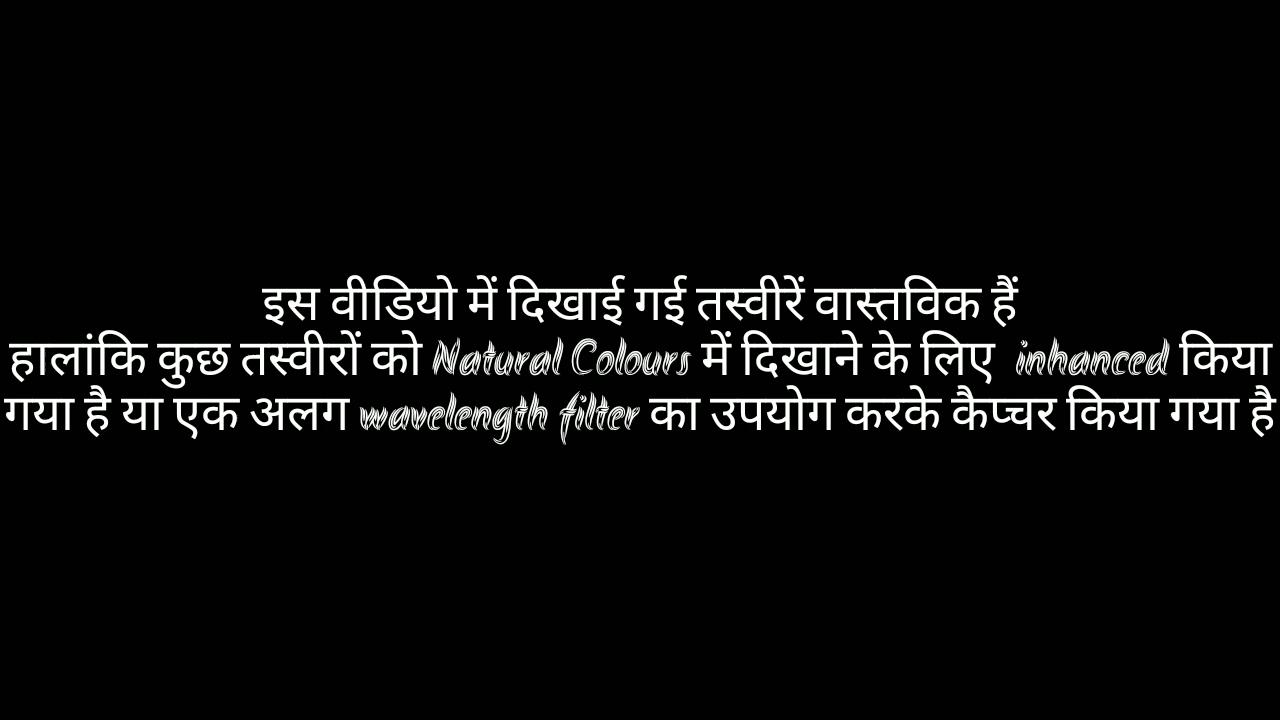 इस वीडियो में दिखाई गई तस्वीरें वास्तविक हैं
हालांकि कुछ तस्वीरों को Natural Colours में दिखाने के लिए inhanced किया
गया है या एक अलग wavelength filter का उपयोग करके कैप्चर किया गया है